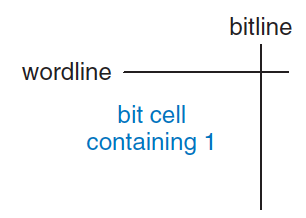 bitline
wordline
bit cell
containing 1